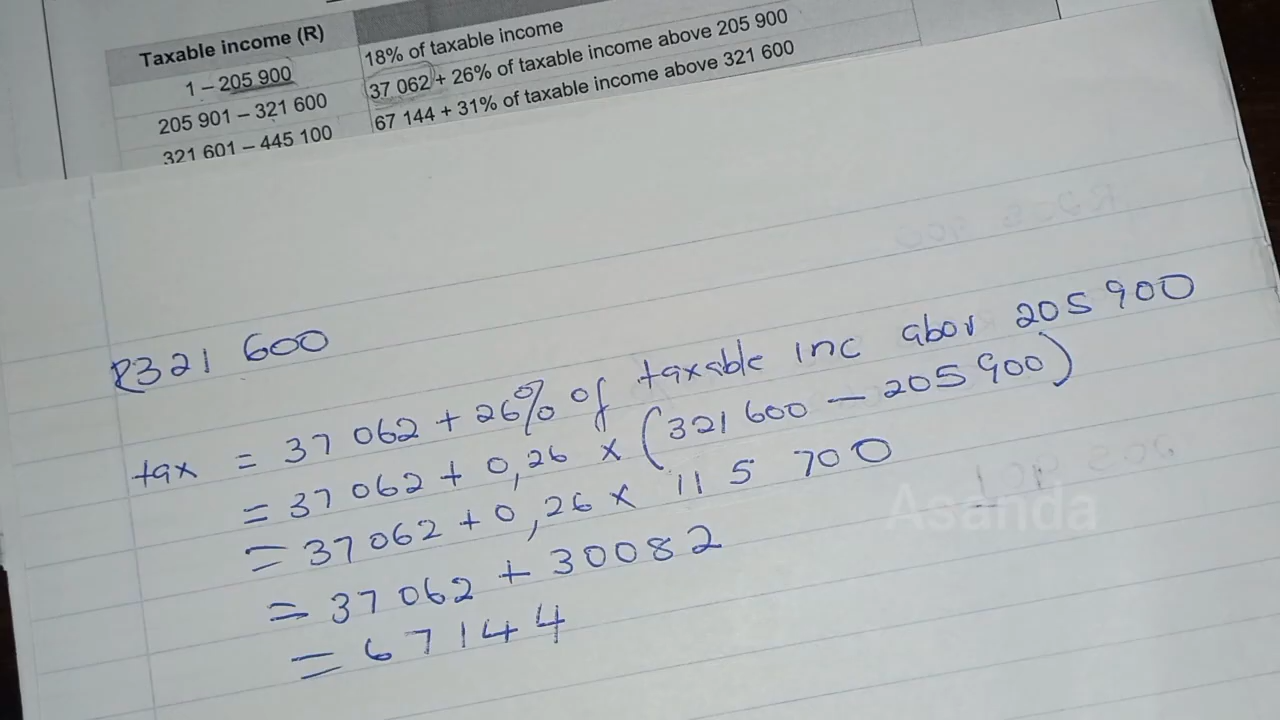 Taxable income (R)
1 – 205 900 18% of taxable income
205 901 – 321 600 37 062 + 26% of taxable income above 205 900
321 601 – 445 100 67 144 + 31% of taxable income above 321 600
R321 600
tax = 37 062 + 26% of taxable inc abov 205 900
= 37 062 + 0,26 × (321 600 – 205 900)
= 37 062 + 0,26 × 115 700
= 37 062 + 30082
= 67144
Asanda